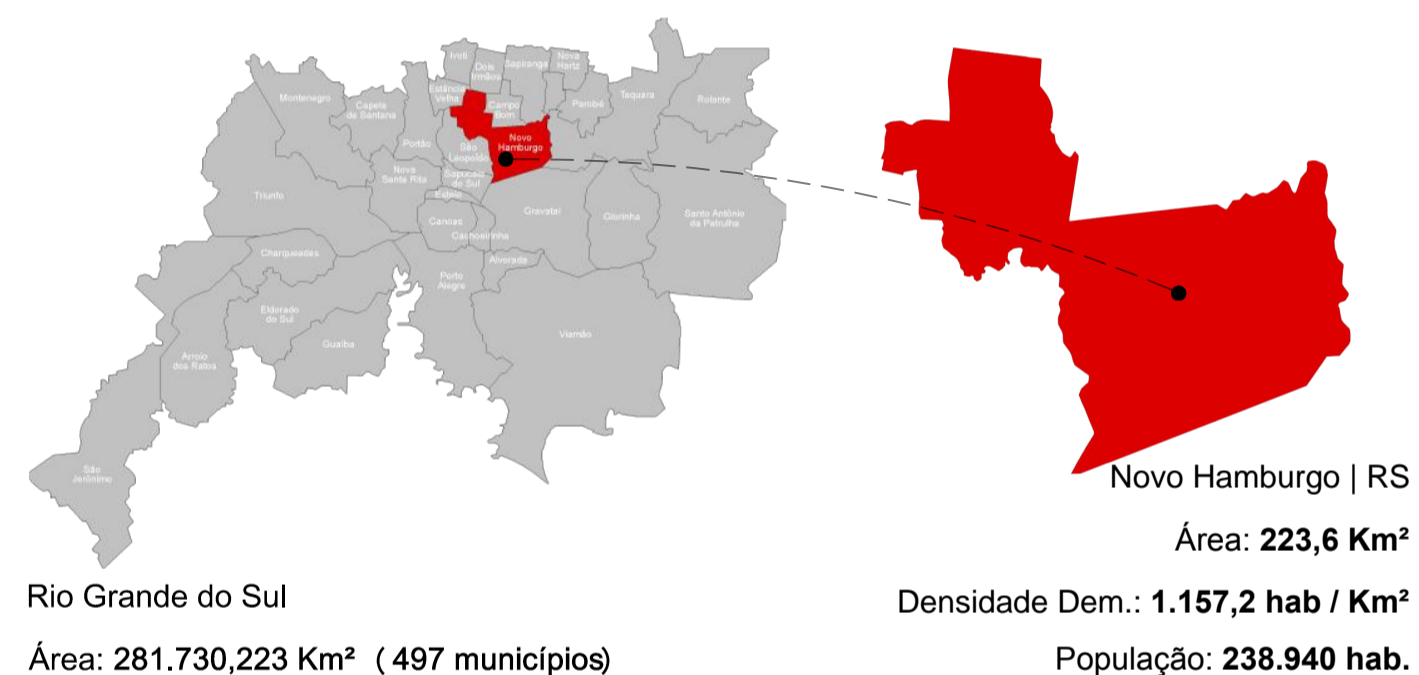 Ivoti
Dois
Irmãos
Sapiranga
Nova
Hartz
Estância
Velha
Campo
Bom
Parobé
Taquara
Rolante
Montenegro
Capela
de Santana
Portão
São
Leopoldo
Novo
Hamburgo
Nova
Santa Rita
Sapucaia
do Sul
Esteio
Triunfo
Canoas
Cachoeirinha
Gravataí
Glorinha
Santo Antônio
da Patrulha
Charqueadas
Alvorada
Porto
Alegre
Eldorado
do Sul
Guaíba
Viamão
Arroio
dos Ratos
São
Jerônimo
Rio Grande do Sul
Área: 281.730,223 Km² ( 497 municípios)
Novo Hamburgo | RS
Área: 223,6 Km²
Densidade Dem.: 1.157,2 hab / Km²
População: 238.940 hab.